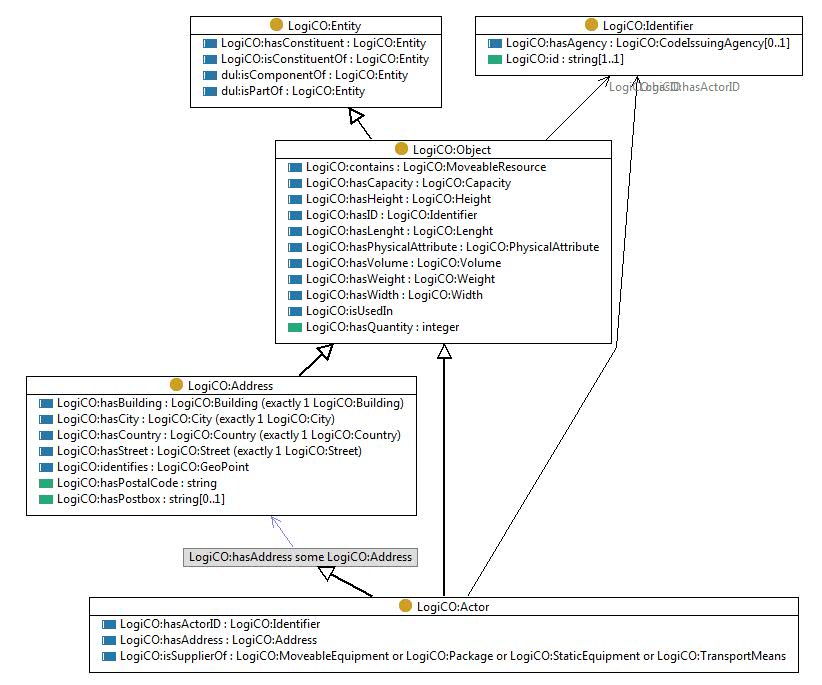 LogiCO:Entity
LogiCO:hasConstituent : LogiCO:Entity
LogiCO:isConstituentOf : LogiCO:Entity
dul:isComponentOf : LogiCO:Entity
dul:isPartOf : LogiCO:Entity
LogiCO:Identifier
LogiCO:hasAgency : LogiCO:CodeIssuingAgency[0..1]
LogiCO:id : string[1..1]
LogiCO:Object
LogiCO:contains : LogiCO:MoveableResource
LogiCO:hasCapacity : LogiCO:Capacity
LogiCO:hasHeight : LogiCO:Height
LogiCO:hasID : LogiCO:Identifier
LogiCO:hasLenght : LogiCO:Lenght
LogiCO:hasPhysicalAttribute : LogiCO:PhysicalAttribute
LogiCO:hasVolume : LogiCO:Volume
LogiCO:hasWeight : LogiCO:Weight
LogiCO:hasWidth : LogiCO:Width
LogiCO:isUsedIn
LogiCO:hasQuantity : integer
LogiCO:Address
LogiCO:hasBuilding : LogiCO:Building (exactly 1 LogiCO:Building)
LogiCO:hasCity : LogiCO:City (exactly 1 LogiCO:City)
LogiCO:hasCountry : LogiCO:Country (exactly 1 LogiCO:Country)
LogiCO:hasStreet : LogiCO:Street (exactly 1 LogiCO:Street)
LogiCO:identifies : LogiCO:GeoPoint
LogiCO:hasPostalCode : string
LogiCO:hasPostbox : string[0..1]
LogiCO:hasAddress some LogiCO:Address
LogiCO:Actor
LogiCO:hasActorID : LogiCO:Identifier
LogiCO:hasAddress : LogiCO:Address
LogiCO:isSupplierOf : LogiCO:MoveableEquipment or LogiCO:Package or LogiCO:StaticEquipment or LogiCO:TransportMeans